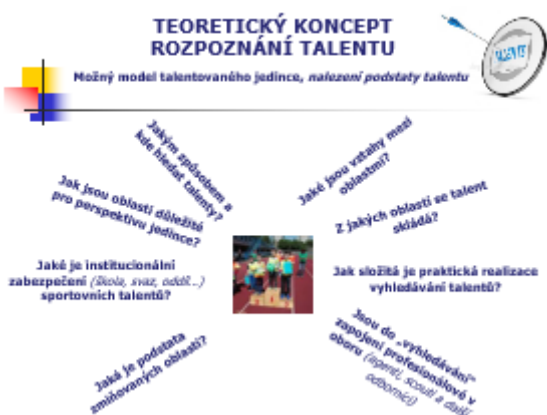 TEORETICKÝ KONCEPT
ROZPOZNÁNÍ TALENTU
TALENT
Možný model talentovaného jedince, nalezení podstaty talentu
Jakým způsobem a
kde hledat talenty?
Jaké jsou vztahy mezi
oblastmi?
Jak jsou oblasti důležité
pro perspektivu jedince?
Z jakých oblastí se talent
skládá?
Jaké je institucionální
zabezpečení (škola, svaz, oddíl...)
sportovních talentů?
Jak složitá je praktická realizace
vyhledávání talentů?
Jaká je podstata
zmiňovaných oblastí?
Jsou do „vyhledávání“
zapojení profesionálové v
oboru (agenti, scouti a další
odborníci)